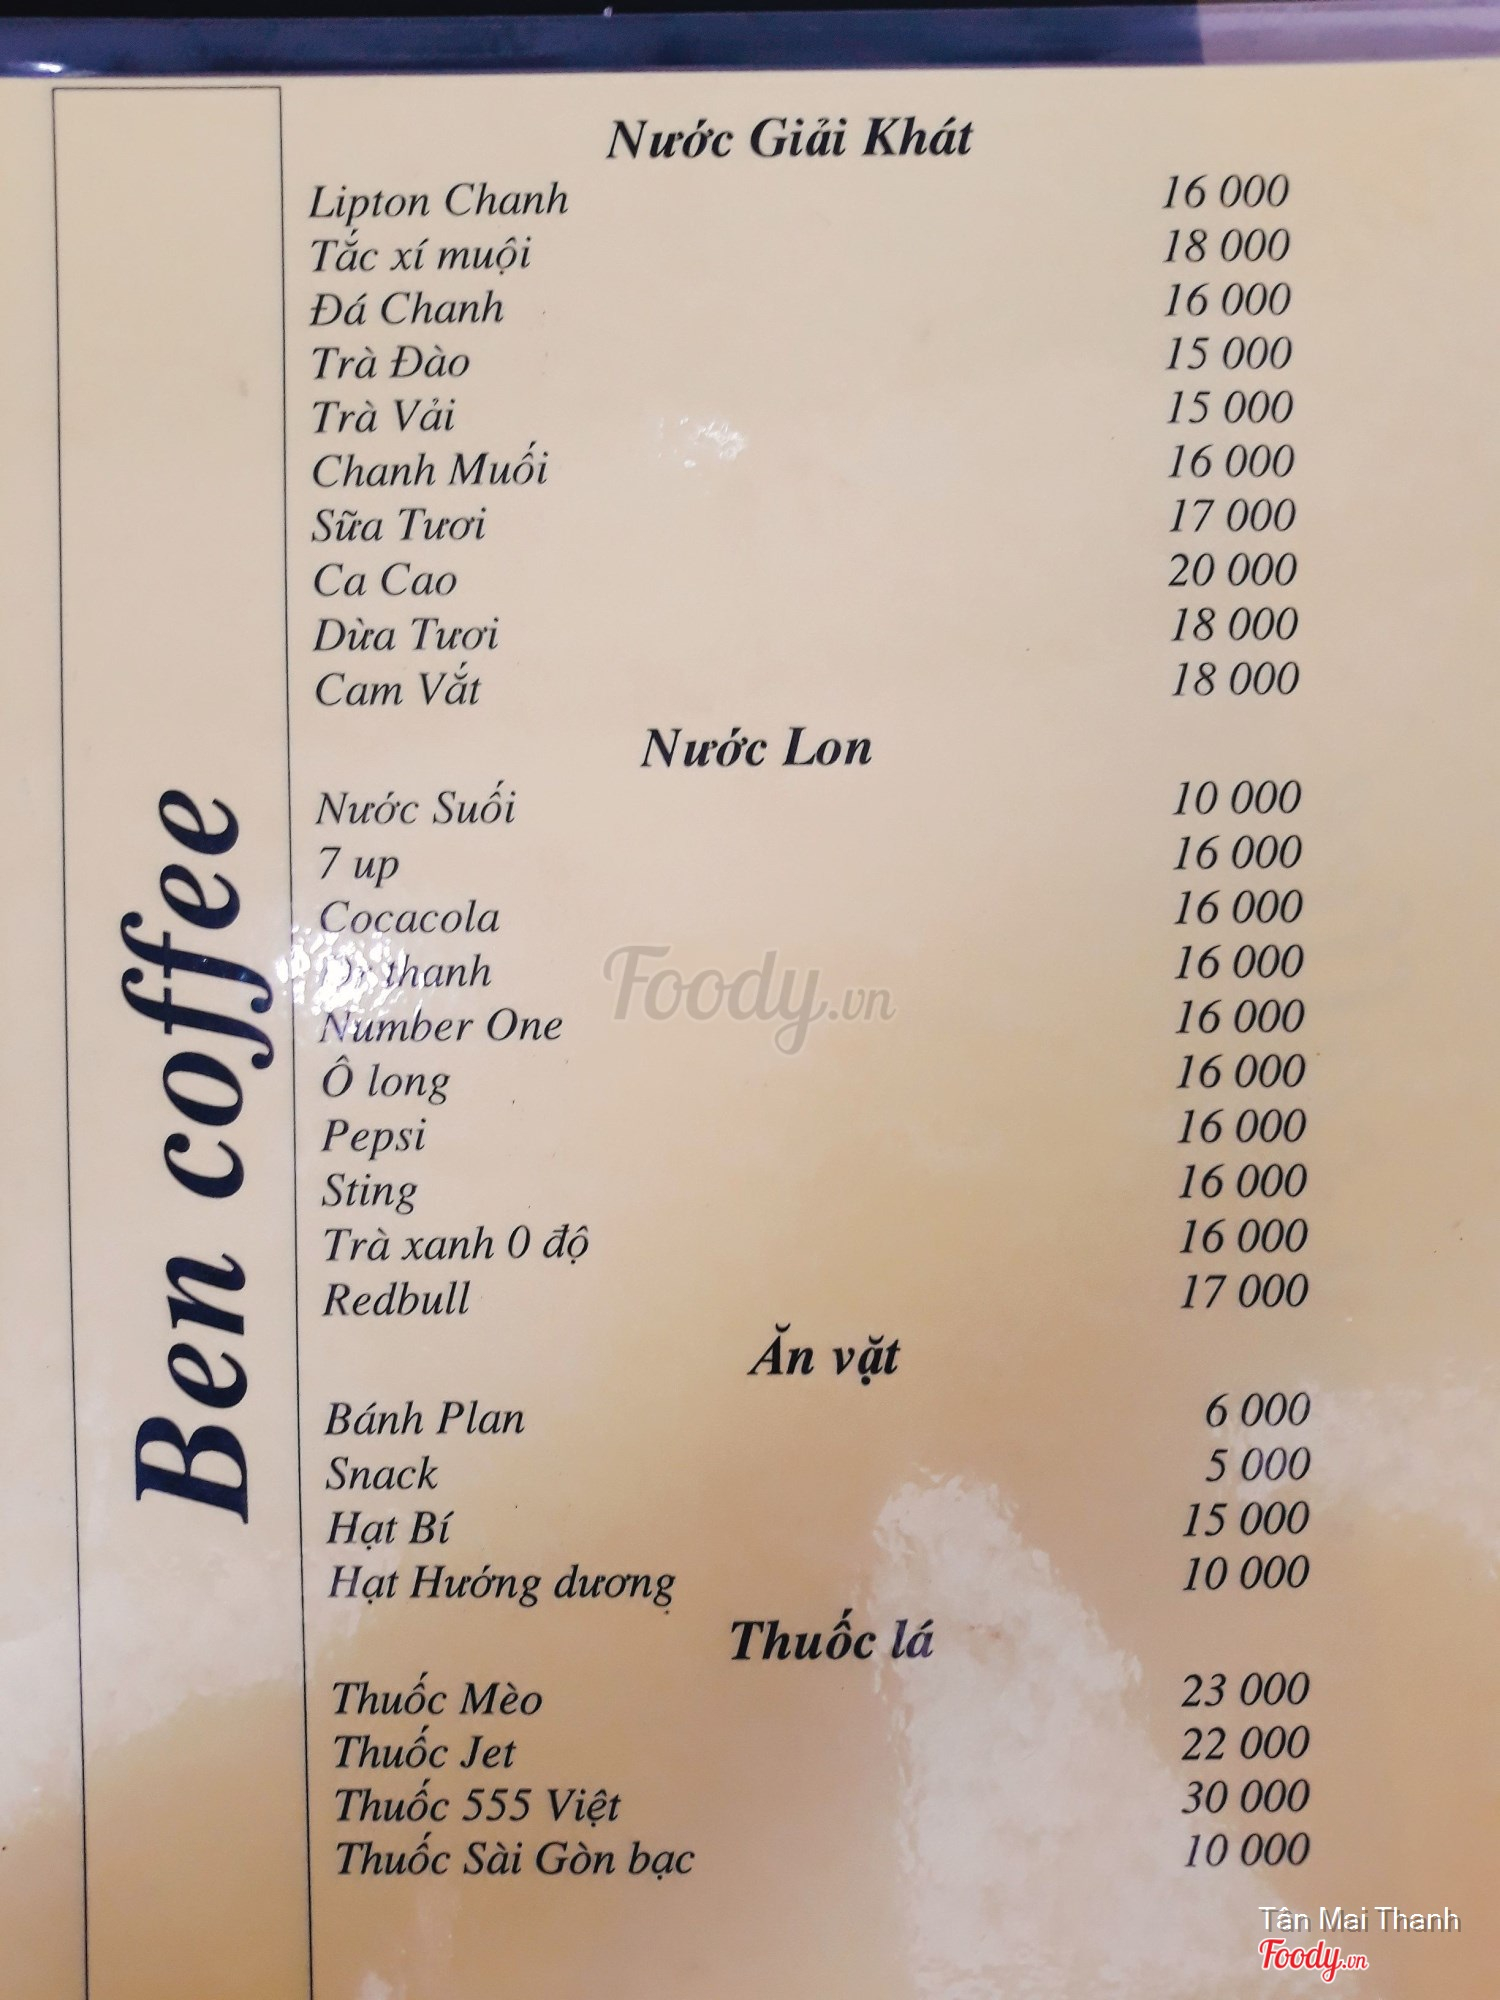 Nước Giải Khát
Lipton Chanh 16 000
Tắc xí muội 18 000
Đá Chanh 16 000
Trà Đào 15 000
Trà Vải 15 000
Chanh Muối 16 000
Sữa Tươi 17 000
Ca Cao 20 000
Dừa Tươi 18 000
Cam Vắt 18 000
Nước Lon
Nước Suối 10 000
7 up 16 000
Cocacola 16 000
Dr thanh 16 000
Number One 16 000
Ô long 16 000
Pepsi 16 000
Sting 16 000
Trà xanh 0 độ 16 000
Redbull 17 000
Ăn vặt
Bánh Plan 6 000
Snack 5 000
Hạt Bí 15 000
Hạt Hướng dương 10 000
Thuốc lá
Thuốc Mèo 23 000
Thuốc Jet 22 000
Thuốc 555 Việt 30 000
Thuốc Sài Gòn bạc 10 000
Ben coffee
Foody.vn
Tân Mai Thanh
Foody.vn